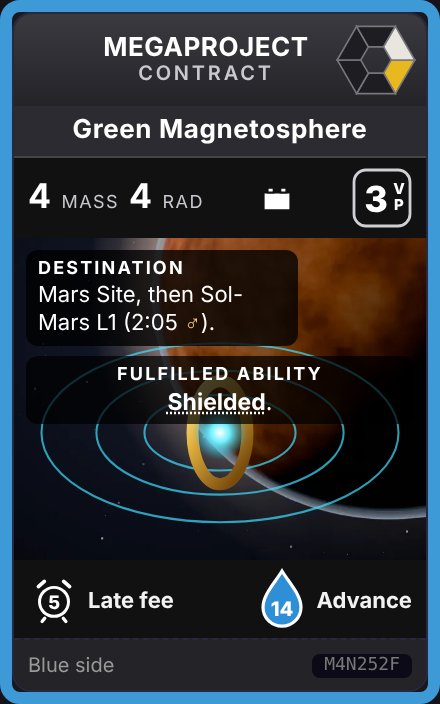 MEGAPROJECT
CONTRACT
Green Magnetosphere
4 MASS 4 RAD
3 VP
DESTINATION
Mars Site, then Sol-
Mars L1 (2:05 ♂).
FULFILLED ABILITY
Shielded.
5 Late fee
14 Advance
Blue side
M4N252F